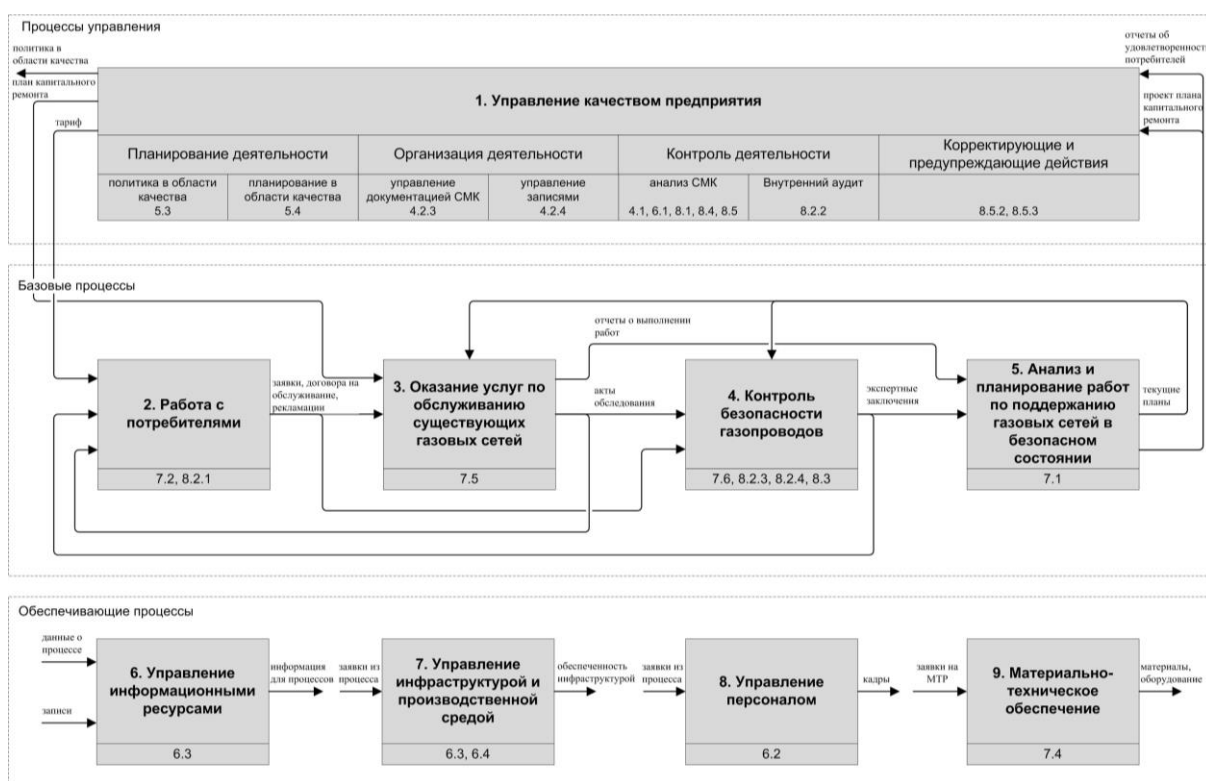 Процессы управления
политика в
области качества
план капитального
ремонта
тариф
отчеты об
удовлетворенност
потребителей
проект плана
капитального
ремонта
1. Управление качеством предприятия
Планирование деятельности
Организация деятельности
Контроль деятельности
Корректирующие и
предупреждающие действия
политика в области
качества
5.3
планирование в
области качества
5.4
управление
документацией СМК
4.2.3
управление
записями
4.2.4
анализ СМК
4.1, 6.1, 8.1, 8.4, 8.5
Внутренний аудит
8.2.2
8.5.2, 8.5.3
Базовые процессы
2. Работа с
потребителями
7.2, 8.2.1
заявки, договора на
обслуживание,
рекламации
3. Оказание услуг по
обслуживанию
существующих
газовых сетей
7.5
отчеты о выполнении
работ
акты
обследования
4. Контроль
безопасности
газопроводов
7.6, 8.2.3, 8.2.4, 8.3
экспертные
заключения
5. Анализ и
планирование работ
по поддержанию
газовых сетей в
безопасном
состоянии
7.1
текущие
планы
Обеспечивающие процессы
данные о
процессе
записи
6. Управление
информационными
ресурсами
6.3
информация
для процессов
заявки из
процесса
7. Управление
инфраструктурой и
производственной
средой
6.3, 6.4
обеспеченность
инфраструктурой
заявки из
процесса
8. Управление
персоналом
6.2
кадры
заявки на
МТР
9. Материально-
техническое
обеспечение
7.4
материалы,
оборудование